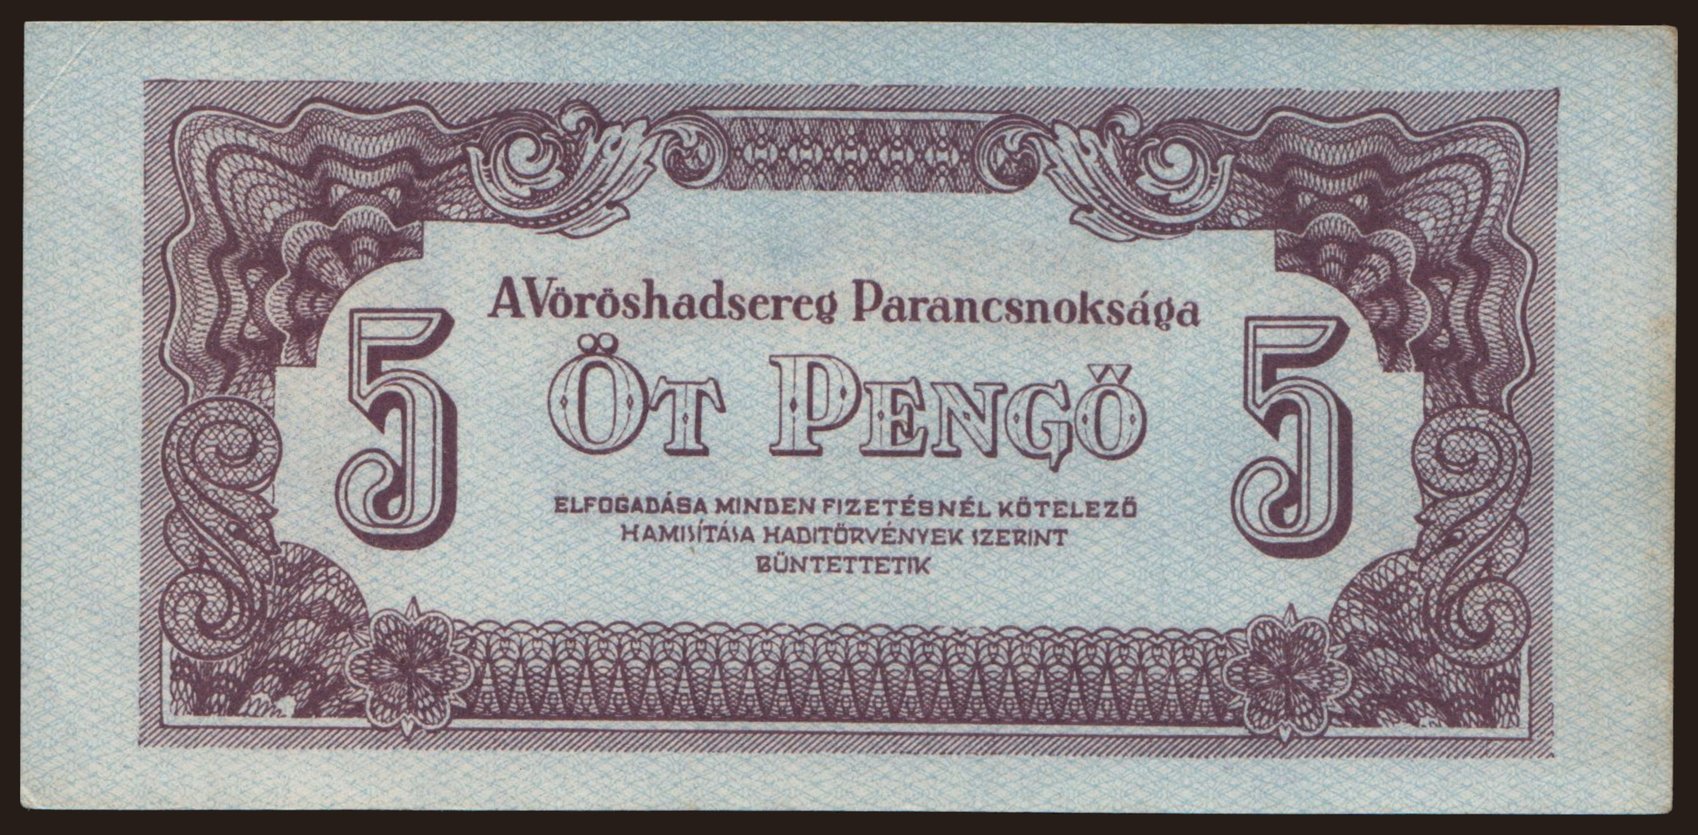 A Vöröshadsereg Parancsnoksága
5 ÖT PENGŐ 5
ELFOGADÁSA MINDEN FIZETÉSNÉL KÖTELEZŐ
HAMISÍTÁSA HADITÖRVÉNYEK SZERINT
BÜNTETTETIK